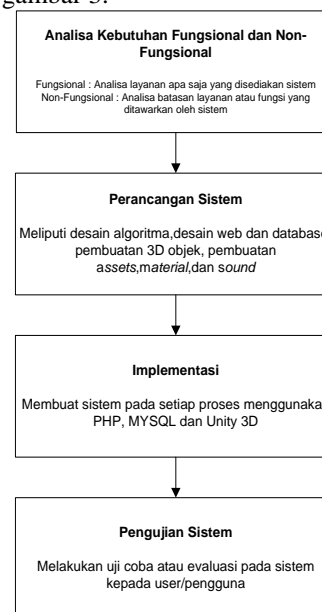 gambar 3.
Analisa Kebutuhan Fungsional dan Non-
Fungsional
Fungsional : Analisa layanan apa saja yang disediakan sistem
Non-Fungsional : Analisa batasan layanan atau fungsi yang
ditawarkan oleh sistem
Perancangan Sistem
Meliputi desain algoritma,desain web dan database
pembuatan 3D objek, pembuatan
assets,material,dan sound
Implementasi
Membuat sistem pada setiap proses menggunaka
PHP, MYSQL dan Unity 3D
Pengujian Sistem
Melakukan uji coba atau evaluasi pada sistem
kepada user/pengguna